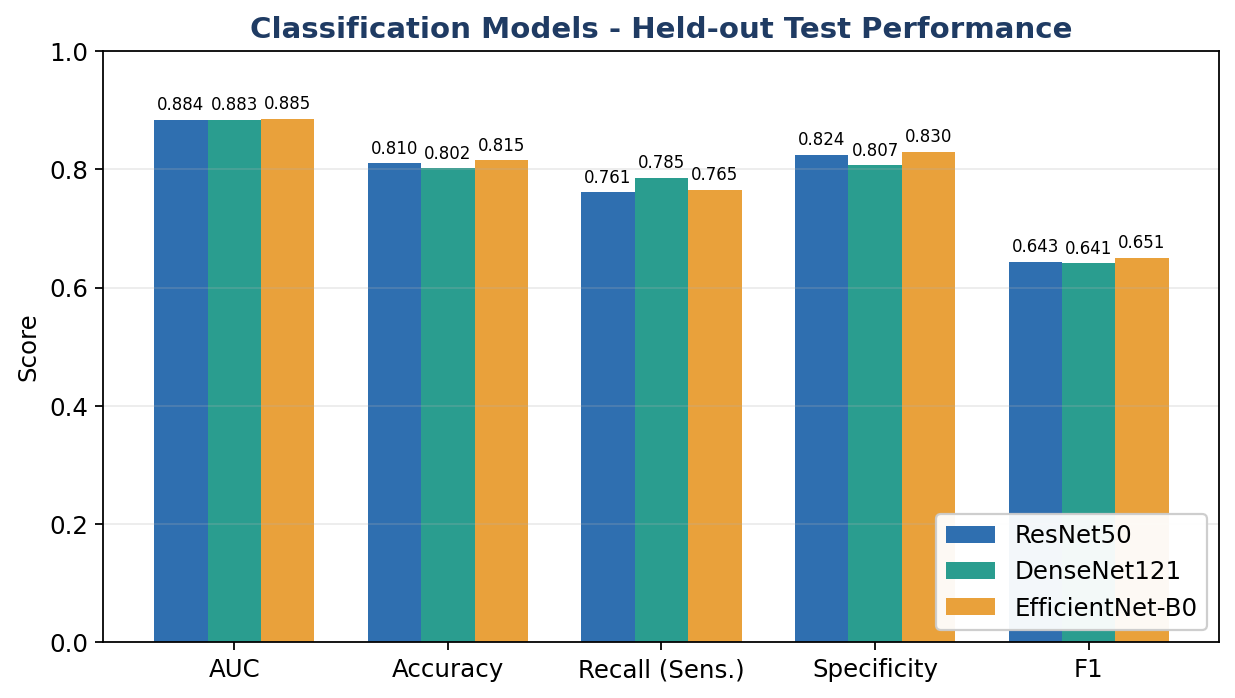 Classification Models - Held-out Test Performance
1.0
0.8
0.6
0.4
0.2
0.0
Score
0.884 0.883 0.885
0.810 0.802 0.815
0.761 0.785 0.765
0.824 0.807 0.830
0.643 0.641 0.651
ResNet50
DenseNet121
EfficientNet-B0
AUC Accuracy Recall (Sens.) Specificity F1